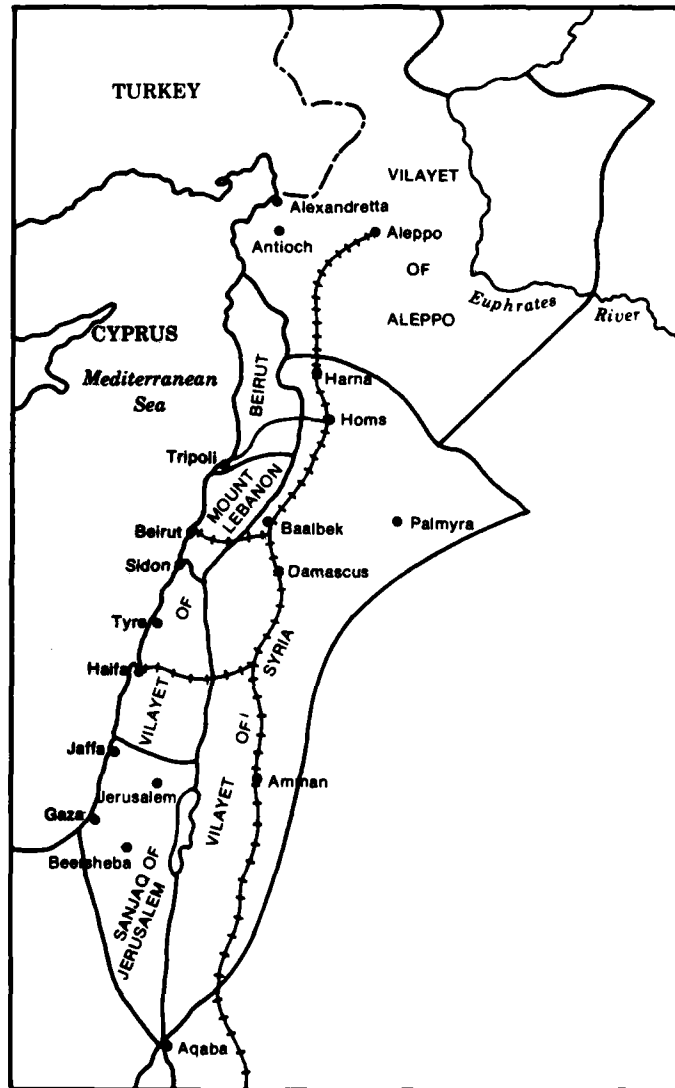 TURKEY
VILAYET
Alexandretta
Antioch
Aleppo
OF
Euphrates
River
ALEPPO
CYPRUS
Mediterranean
Sea
BEIRUT
Harna
Homs
Tripoli
MOUNT
LEBANON
Beirut
Baalbek
Palmyra
Sidon
Damascus
OF
Tyre
SYRIA
Haifa
VILAYET
OF
Jaffa
Jerusalem
Amman
VILAYET
Gaza
Beersheba
SANJAQ OF
JERUSALEM
Aqaba